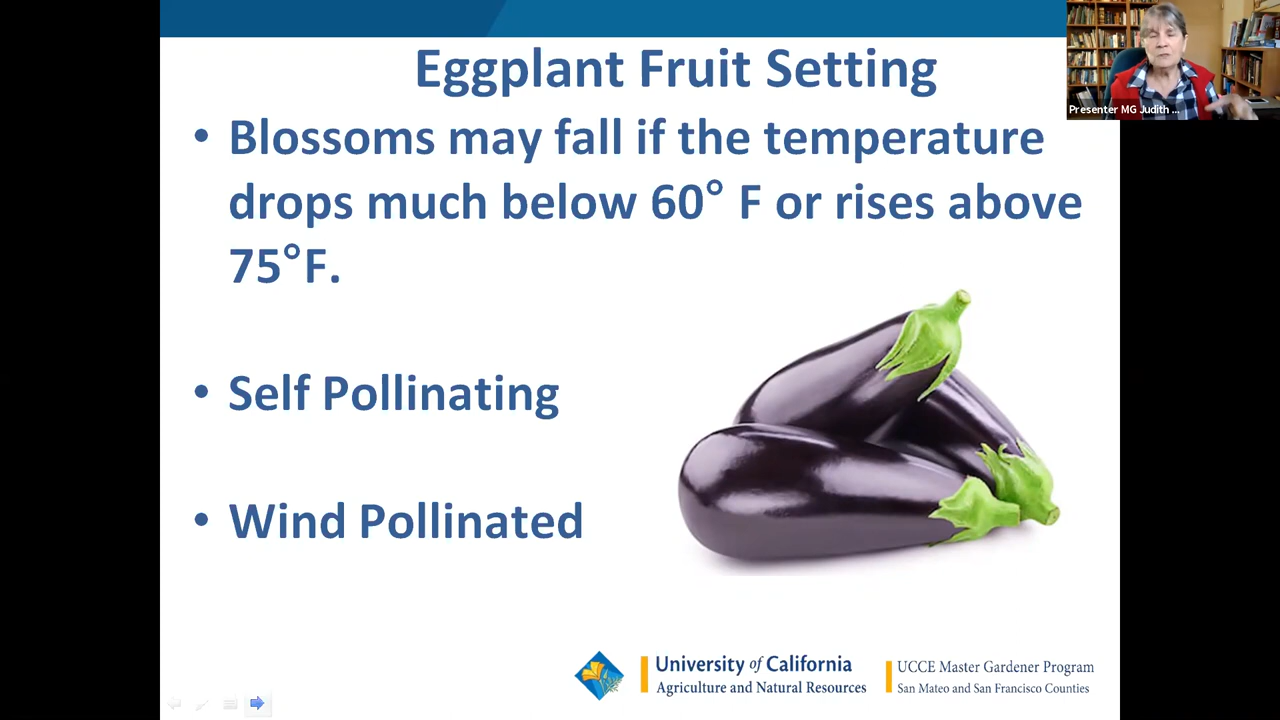 Eggplant Fruit Setting
Presenter MG Judith ...
• Blossoms may fall if the temperature
drops much below 60° F or rises above
75°F.
• Self Pollinating
• Wind Pollinated
University of California
Agriculture and Natural Resources
UCCE Master Gardener Program
San Mateo and San Francisco Counties